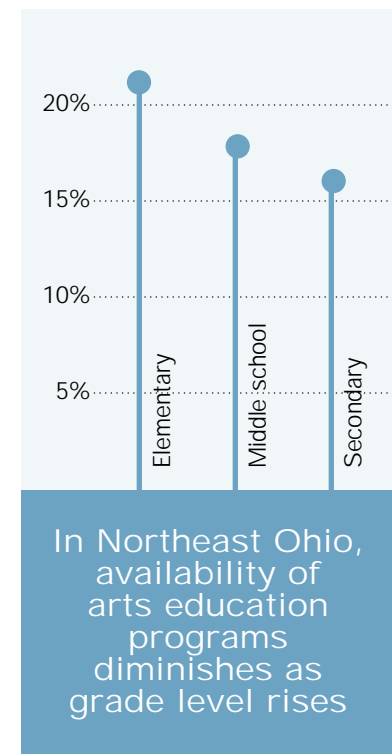 20%
15%
10%
5%
Elementary
Middle school
Secondary
In Northeast Ohio,
availability of
arts education
programs
diminishes as
grade level rises